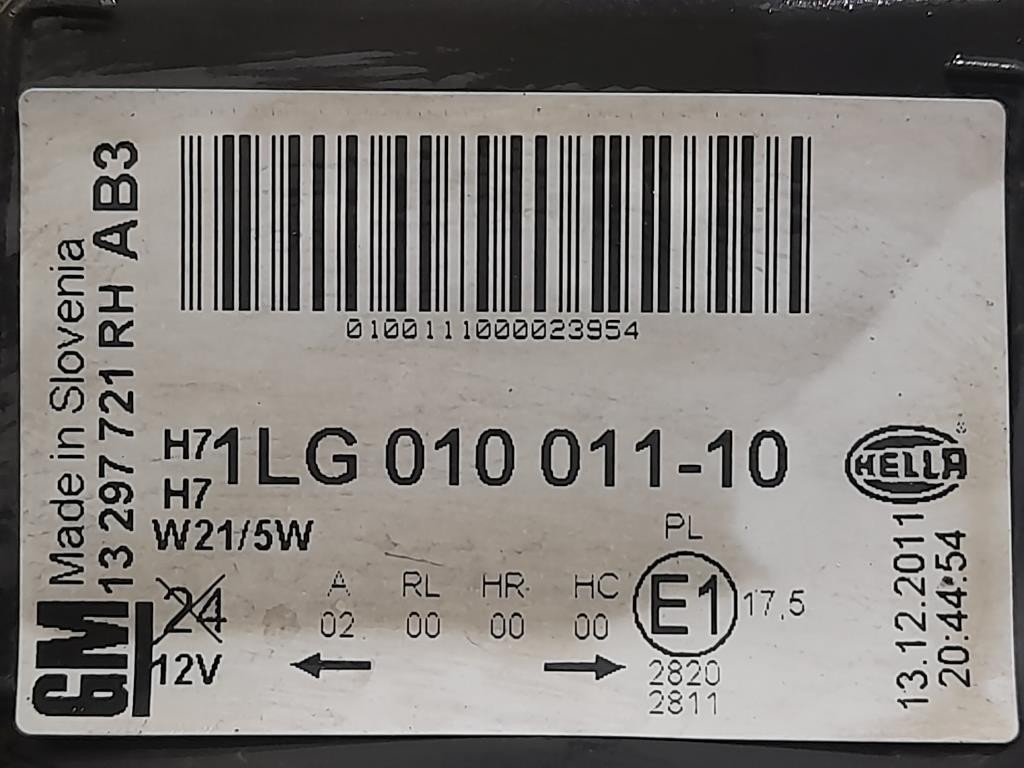 Made in Slovenia
13 297 721 RH AB3
GM
0100111000023954
H7 1LG 010 011-10
H7
W21/5W
HELLA
®
PL
24
12V
A RL HR HC
02 00 00 00
E1 17,5
2820
2811
13.12.2011
20:44:54